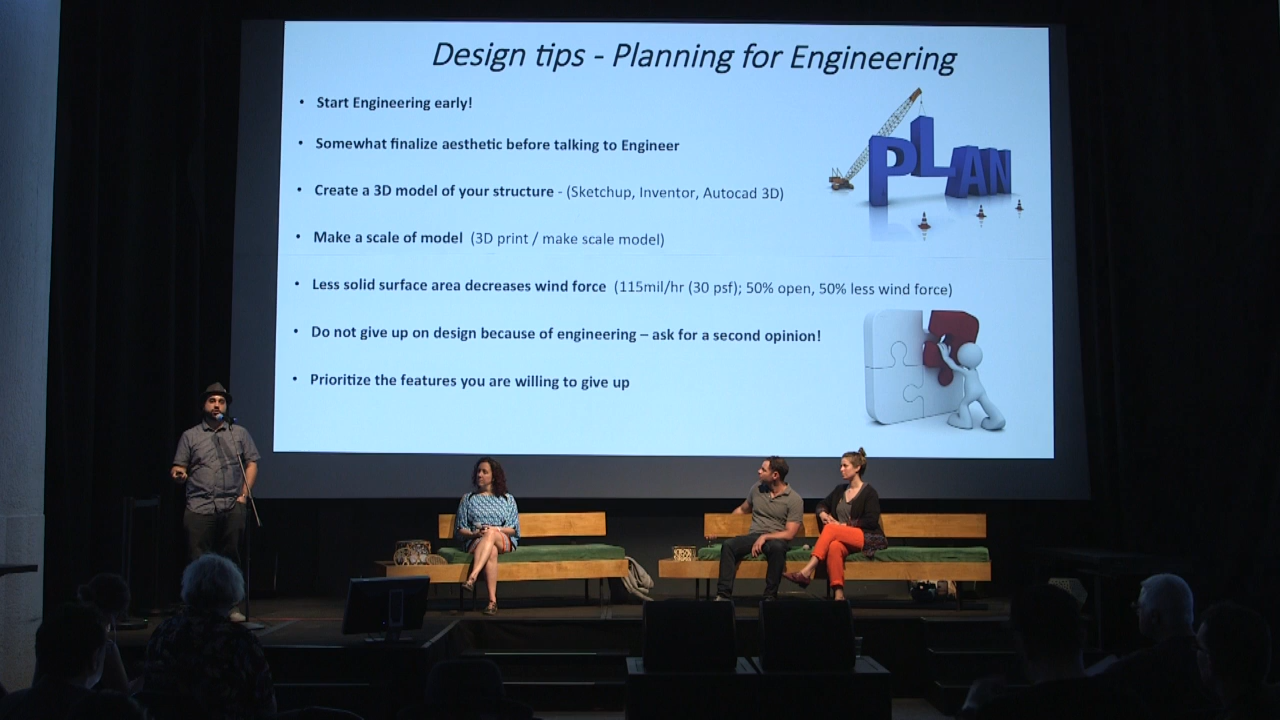 Design tips - Planning for Engineering
• Start Engineering early!
• Somewhat finalize aesthetic before talking to Engineer
• Create a 3D model of your structure - (Sketchup, Inventor, Autocad 3D)
• Make a scale of model (3D print / make scale model)
• Less solid surface area decreases wind force (115mil/hr (30 psf); 50% open, 50% less wind force)
• Do not give up on design because of engineering – ask for a second opinion!
• Prioritize the features you are willing to give up
PLAN